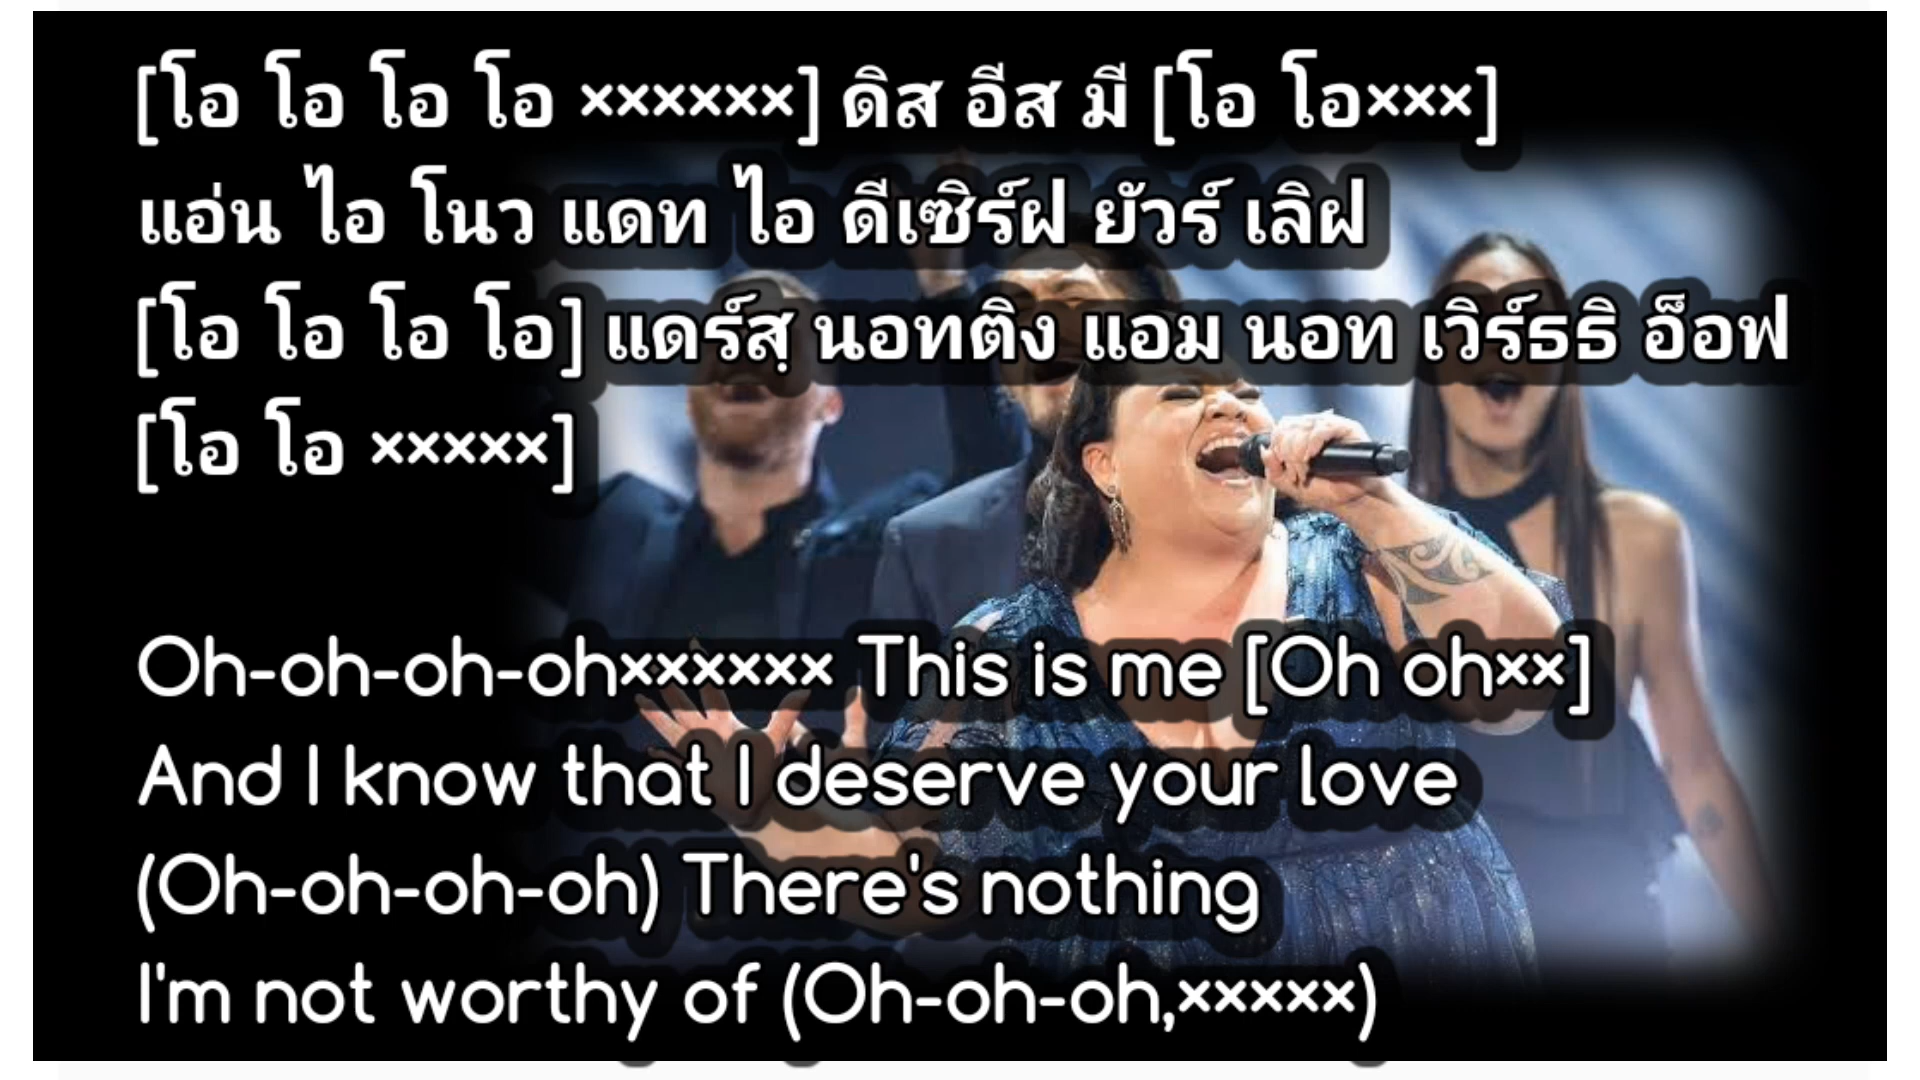 [โอ โอ โอ โอ ××××××] ดิส อีส มี [โอ โอ×××]
แอ่น ไอ โนว แดท ไอ ดีเซิร์ฝ ยัวร์ เลิฝ
[โอ โอ โอ โอ] แดร์สฺ นอทติง แอม นอท เวิร์ธธิ อ็อฟ
[โอ โอ ×××××]
Oh-oh-oh-oh×××××× This is me [Oh oh××]
And I know that I deserve your love
(Oh-oh-oh-oh) There's nothing
I'm not worthy of (Oh-oh-oh,×××××)